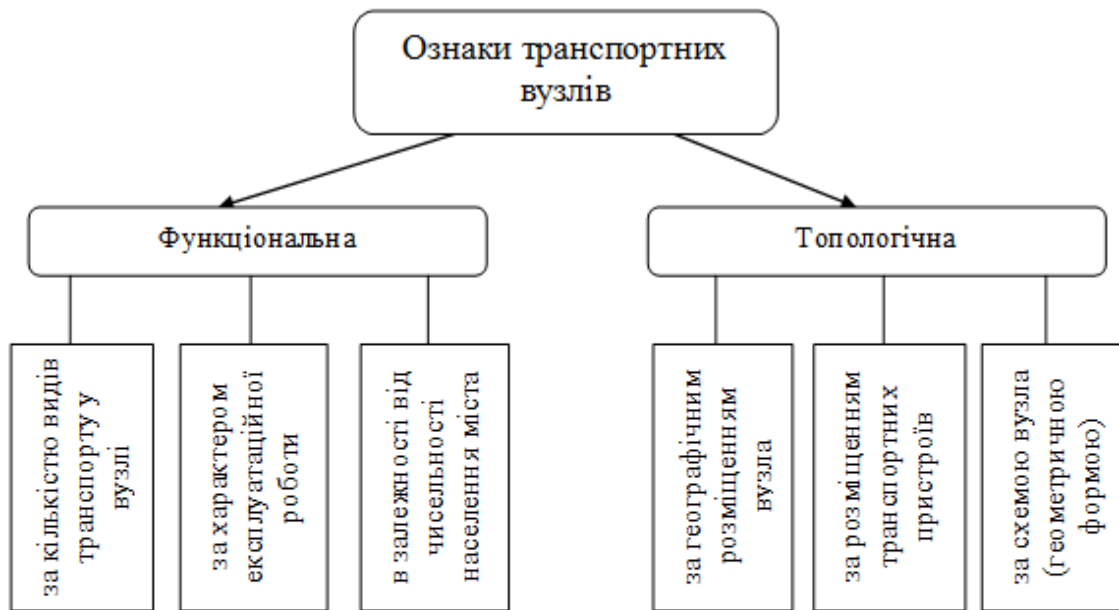 Ознаки транспортних
вузлів
Функціональна
Топологічна
за кількістю видів
транспорту у
вузлі
за характером
експлуатаційної
роботи
в залежності від
чисельності
населення міста
за географічним
розміщенням
вузла
за розміщенням
транспортних
пристроїв
за схемою вузла
(геометричною
формою)